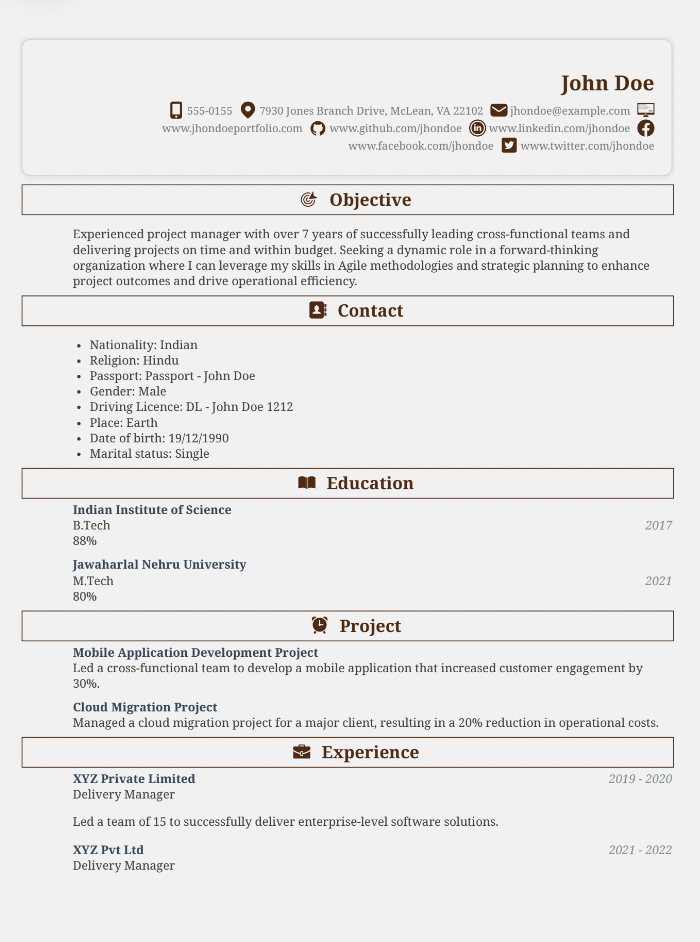 John Doe
555-0155 7930 Jones Branch Drive, McLean, VA 22102 jhondoe@example.com
www.jhondoeportfolio.com www.github.com/jhondoe www.linkedin.com/jhondoe
www.facebook.com/jhondoe www.twitter.com/jhondoe
Objective
Experienced project manager with over 7 years of successfully leading cross-functional teams and
delivering projects on time and within budget. Seeking a dynamic role in a forward-thinking
organization where I can leverage my skills in Agile methodologies and strategic planning to enhance
project outcomes and drive operational efficiency.
Contact
• Nationality: Indian
• Religion: Hindu
• Passport: Passport - John Doe
• Gender: Male
• Driving Licence: DL - John Doe 1212
• Place: Earth
• Date of birth: 19/12/1990
• Marital status: Single
Education
Indian Institute of Science
B.Tech 2017
88%
Jawaharlal Nehru University
M.Tech 2021
80%
Project
Mobile Application Development Project
Led a cross-functional team to develop a mobile application that increased customer engagement by
30%.
Cloud Migration Project
Managed a cloud migration project for a major client, resulting in a 20% reduction in operational costs.
Experience
XYZ Private Limited 2019 - 2020
Delivery Manager
Led a team of 15 to successfully deliver enterprise-level software solutions.
XYZ Pvt Ltd 2021 - 2022
Delivery Manager